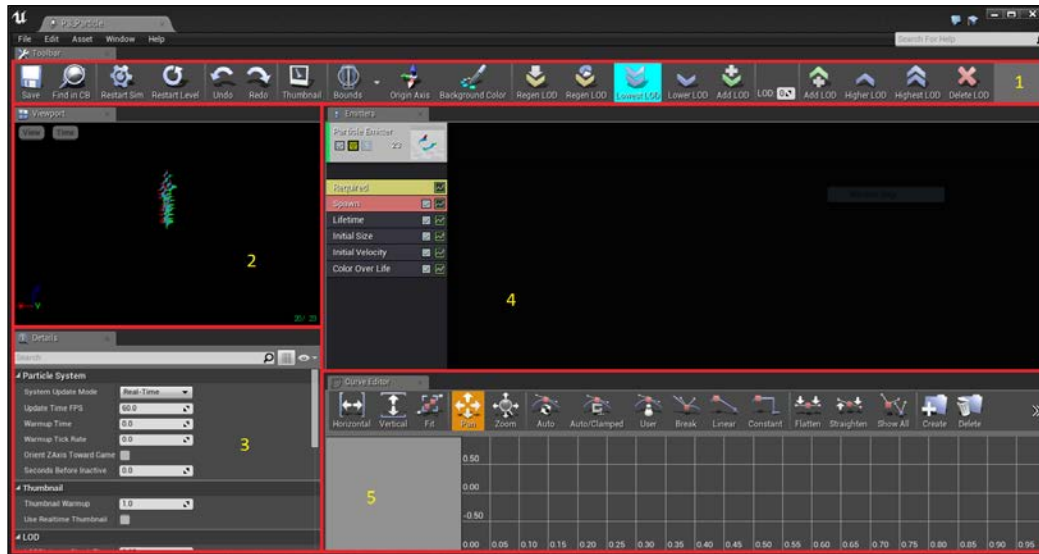 P_SParticle
File Edit Asset Window Help
Search For Help
Toolbar
Save Find in CB Restart Sim Restart Level Undo Redo Thumbnail Bounds Origin Axis Background Color Regen LOD Regen LOD Lowest LOD Lower LOD Add LOD LOD: 0 Add LOD Higher LOD Highest LOD Delete LOD
1
Viewport
View Time
2
Y
Emitters
Particle Emitter
23
Required
Spawn
Lifetime
Initial Size
Initial Velocity
Color Over Life
4
Details
Search
Particle System
System Update Mode Real-Time
Update Time FPS 60.0
Warmup Time 0.0
Warmup Tick Rate 0.0
Orient ZAxis Toward Came
Seconds Before Inactive 0.0
3
Thumbnail
Thumbnail Warmup 1.0
Use Realtime Thumbnail
LOD
Curve Editor
Horizontal Vertical Fit Pan Zoom Auto Auto/Clamped User Break Linear Constant Flatten Straighten Show All Create Delete
5
0.50
0.00
-0.50
0.00 0.05 0.10 0.15 0.20 0.25 0.30 0.35 0.40 0.45 0.50 0.55 0.60 0.65 0.70 0.75 0.80 0.85 0.90 0.95